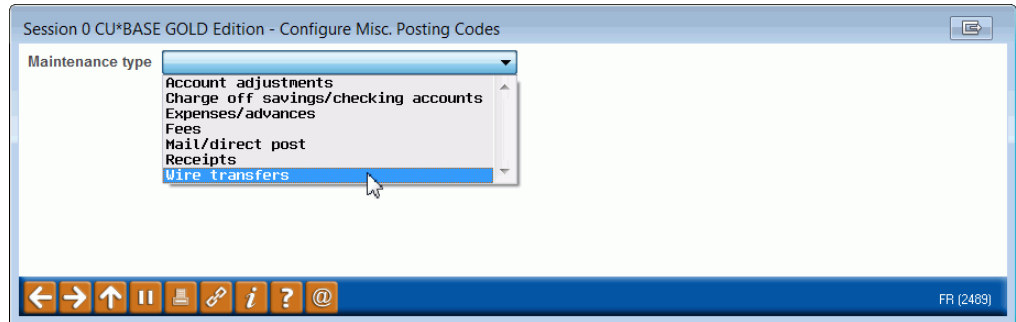 Session 0 CU*BASE GOLD Edition - Configure Misc. Posting Codes
Maintenance type
Account adjustments
Charge off savings/checking accounts
Expenses/advances
Fees
Mail/direct post
Receipts
Wire transfers
i ? @
FR (2489)